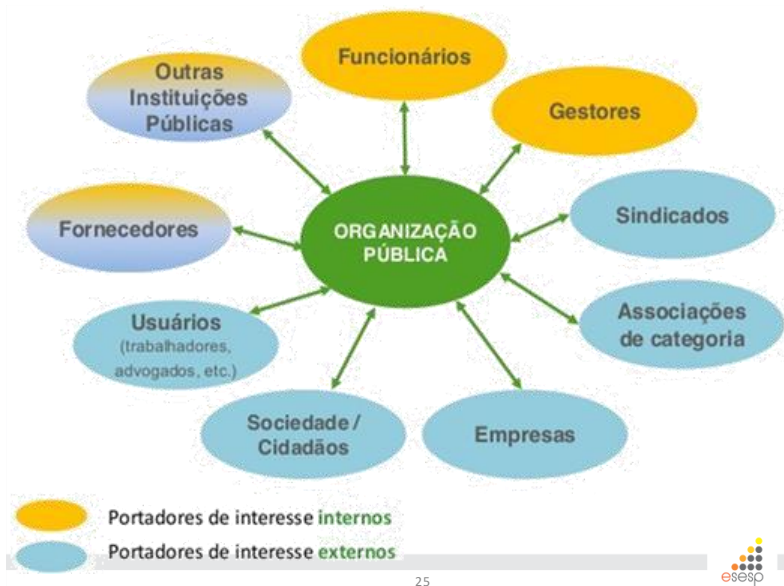 Funcionários
Outras
Instituições
Públicas
Gestores
Fornecedores
ORGANIZAÇÃO
PÚBLICA
Sindicados
Usuários
(trabalhadores,
advogados, etc.)
Associações
de categoria
Sociedade /
Cidadãos
Empresas
Portadores de interesse internos
Portadores de interesse externos
25
esesp